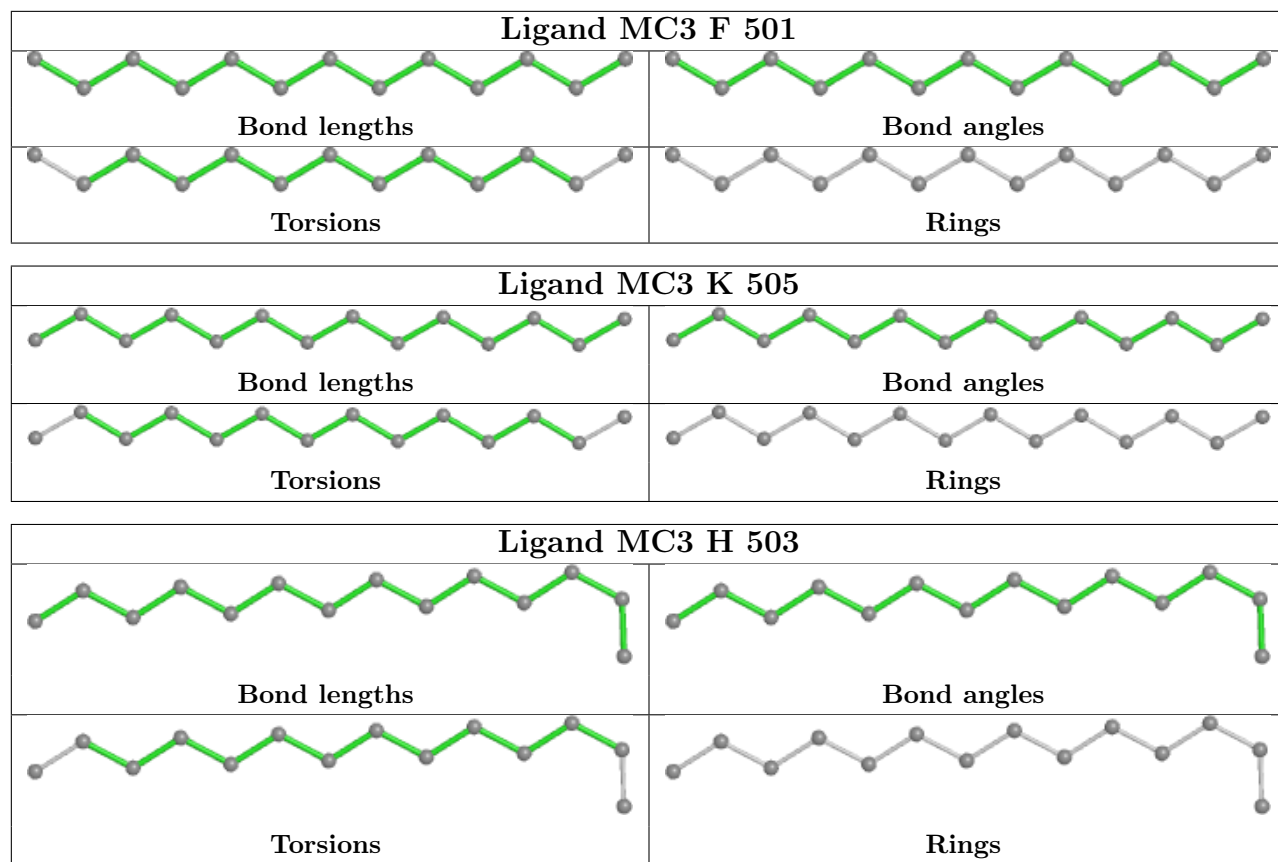 Ligand MC3 F 501
Bond lengths
Bond angles
Torsions
Rings
Ligand MC3 K 505
Bond lengths
Bond angles
Torsions
Rings
Ligand MC3 H 503
Bond lengths
Bond angles
Torsions
Rings